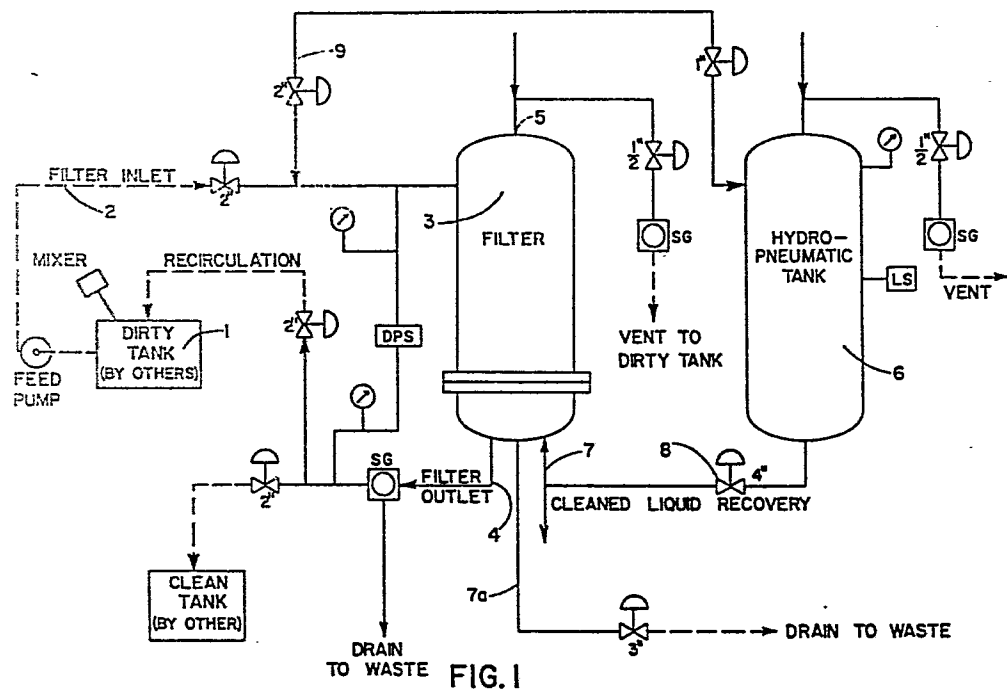 9
2"
1"
5
1/2"
1/2"
FILTER INLET
2
2"
3
FILTER
SG
HYDRO-
PNEUMATIC
TANK
SG
MIXER
RECIRCULATION
LS
VENT
DIRTY
TANK
(BY OTHERS)
1
2"
DPS
VENT TO
DIRTY TANK
6
FEED
PUMP
SG
FILTER
OUTLET
7
8
4"
2"
4
CLEANED LIQUID RECOVERY
CLEAN
TANK
(BY OTHER)
7a
3"
DRAIN TO WASTE
DRAIN
TO WASTE
FIG. 1